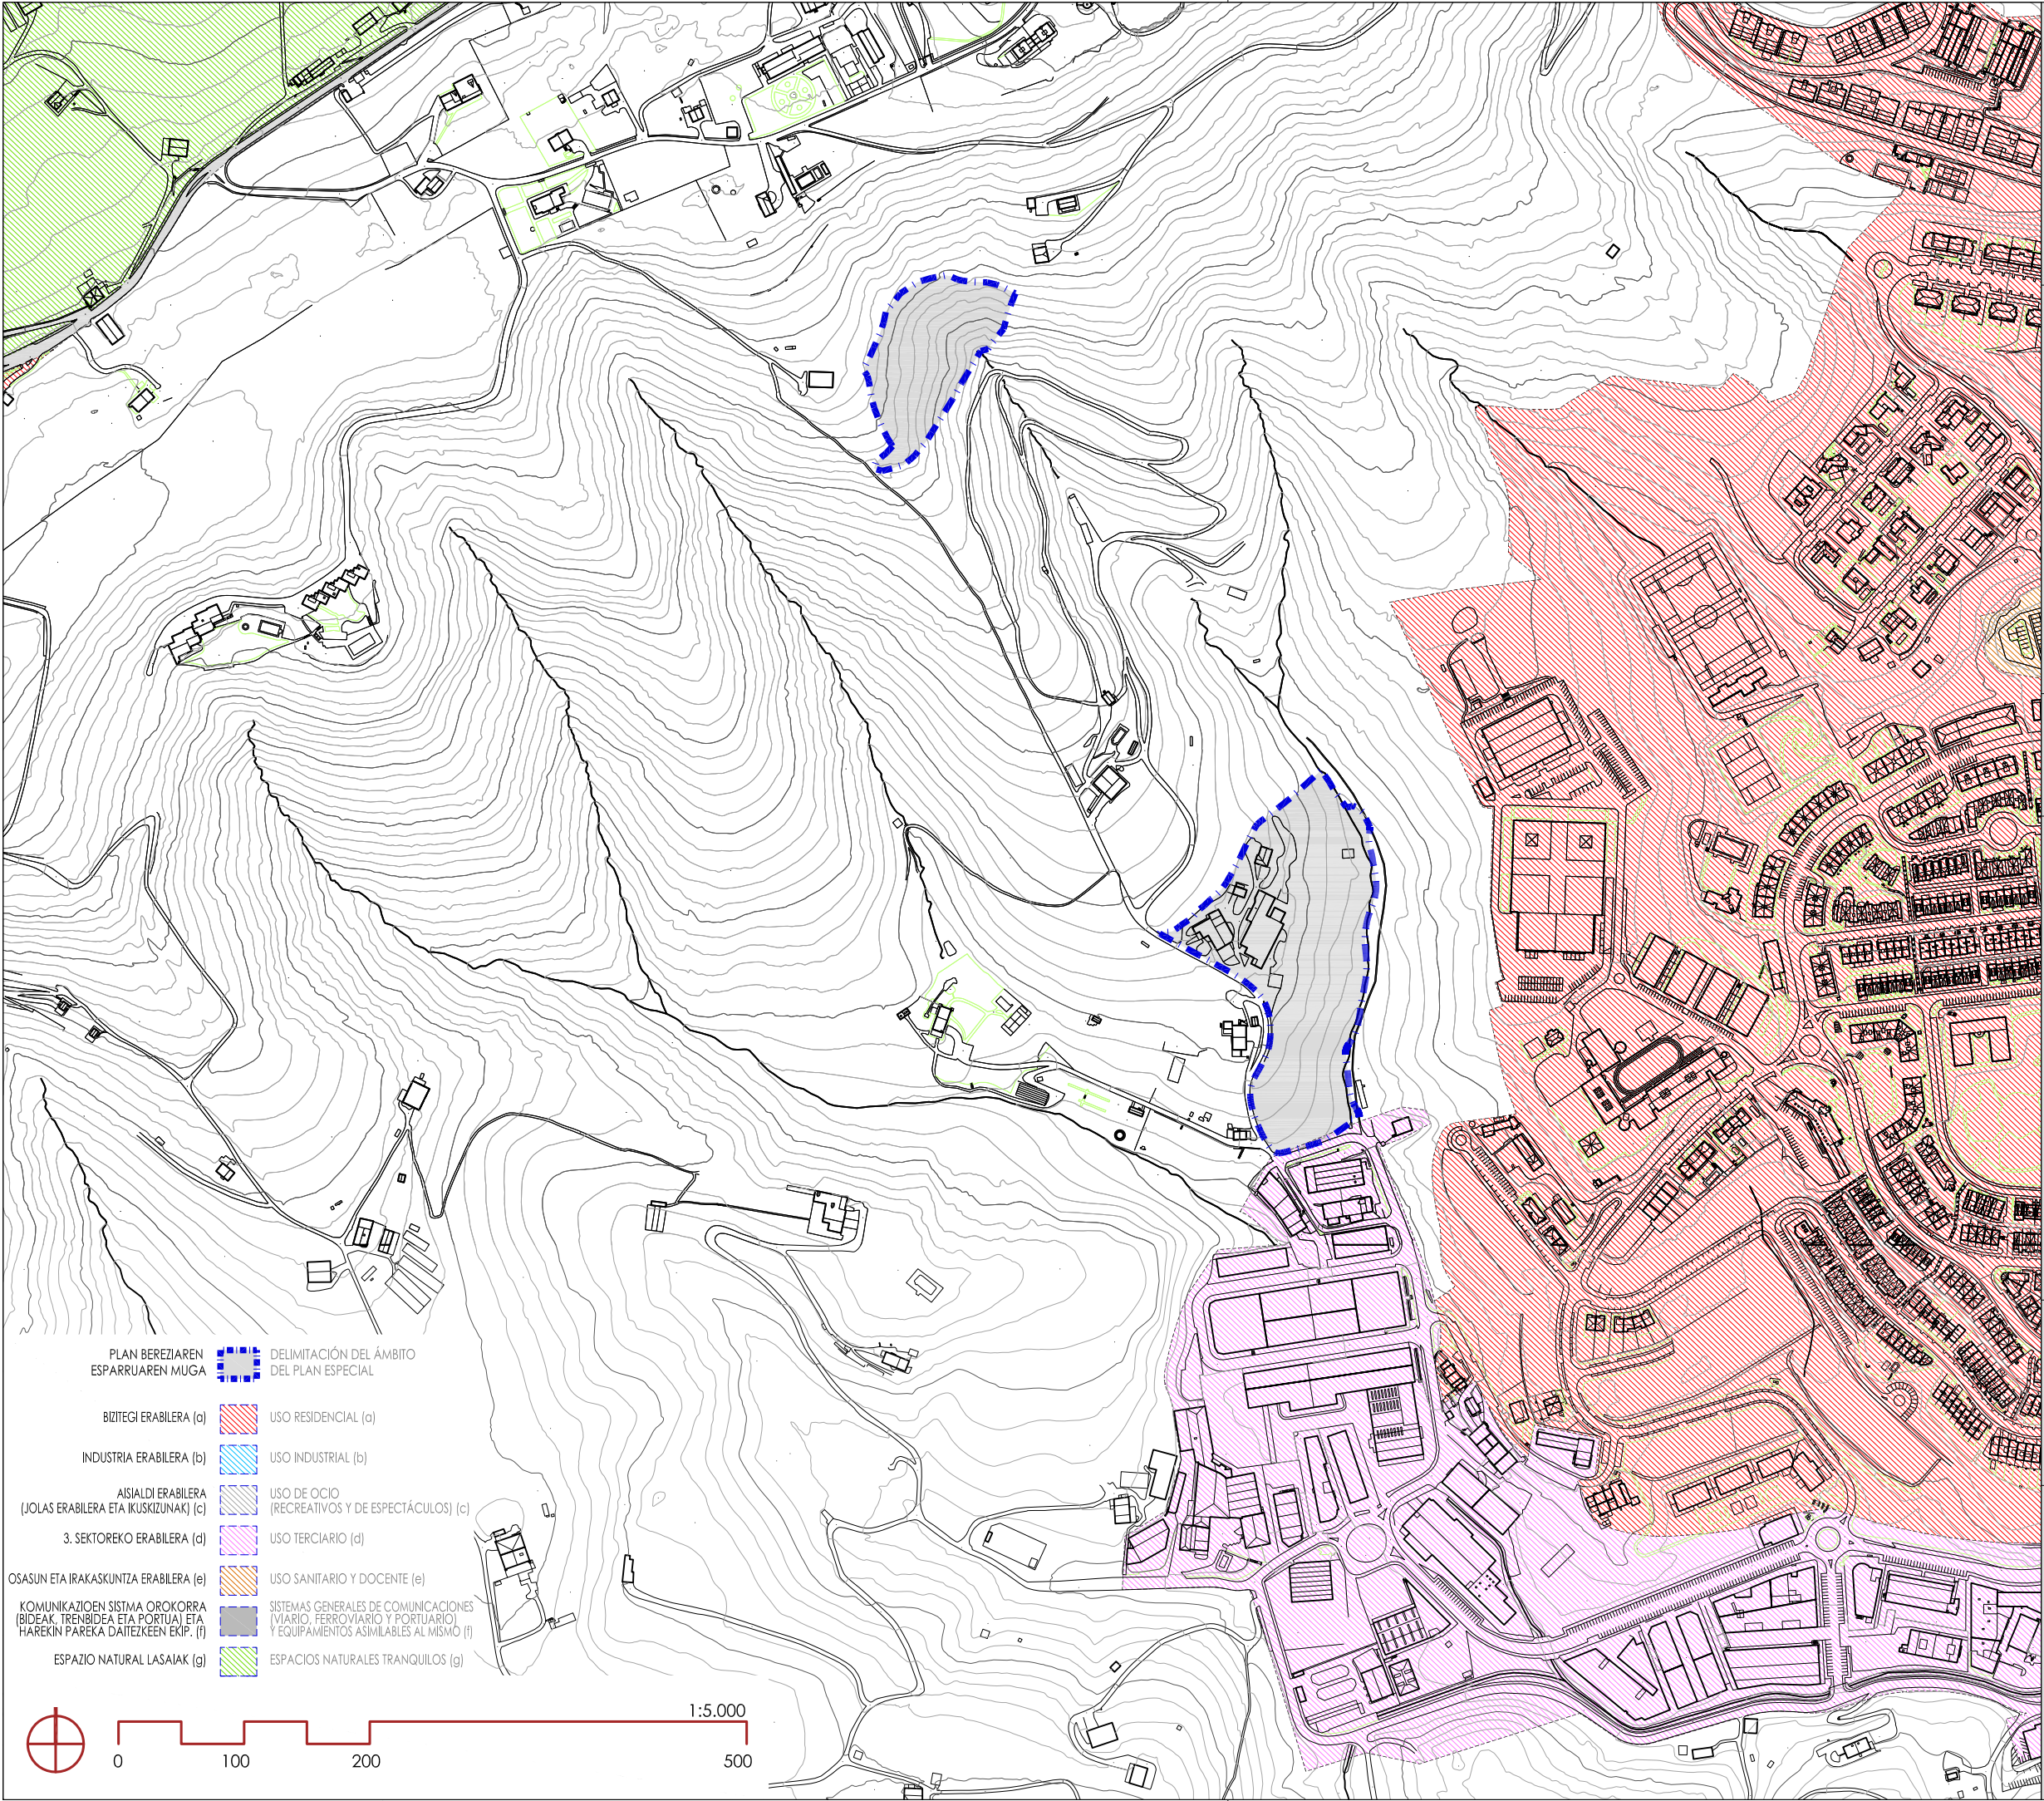 PLAN BEREZIAREN
ESPARRUAREN MUGA
DELIMITACIÓN DEL ÁMBITO
DEL PLAN ESPECIAL
BIZITEGI ERABILERA (a)
USO RESIDENCIAL (a)
INDUSTRIA ERABILERA (b)
USO INDUSTRIAL (b)
AISIALDI ERABILERA
(JOLAS ERABILERA ETA IKUSKIZUNAK) (c)
USO DE OCIO
(RECREATIVOS Y DE ESPECTÁCULOS) (c)
3. SEKTOREKO ERABILERA (d)
USO TERCIARIO (d)
OSASUN ETA IRAKASKUNTZA ERABILERA (e)
USO SANITARIO Y DOCENTE (e)
KOMUNIKAZIOEN SISTMA OROKORRA
(BIDEAK, TRENBIDEA ETA PORTUA) ETA
HAREKIN PAREKA DAITEZKEEN EKIP. (f)
SISTEMAS GENERALES DE COMUNICACIONES
(VIARIO, FERROVIARIO Y PORTUARIO)
Y EQUIPAMIENTOS ASIMILABLES AL MISMO (f)
ESPAZIO NATURAL LASAIAK (g)
ESPACIOS NATURALES TRANQUILOS (g)
1:5.000
0 100 200 500